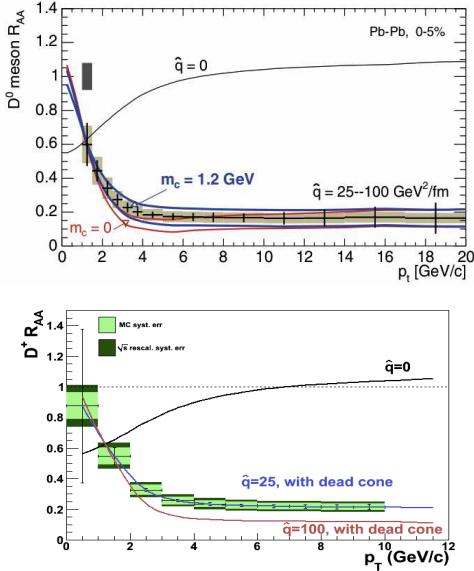 D⁰ meson R_AA
1.4
1.2
1
0.8
0.6
0.4
0.2
0
Pb-Pb, 0-5%
q̂ = 0
m_c = 1.2 GeV
q̂ = 25--100 GeV²/fm
m_c = 0
0 2 4 6 8 10 12 14 16 18 20
p_t [GeV/c]
D⁺ R_AA
1.4
1.2
1
0.8
0.6
0.4
0.2
0
MC syst. err
√s rescal. syst. err
q̂=0
q̂=25, with dead cone
q̂=100, with dead cone
0 2 4 6 8 10 12
p_T (GeV/c)